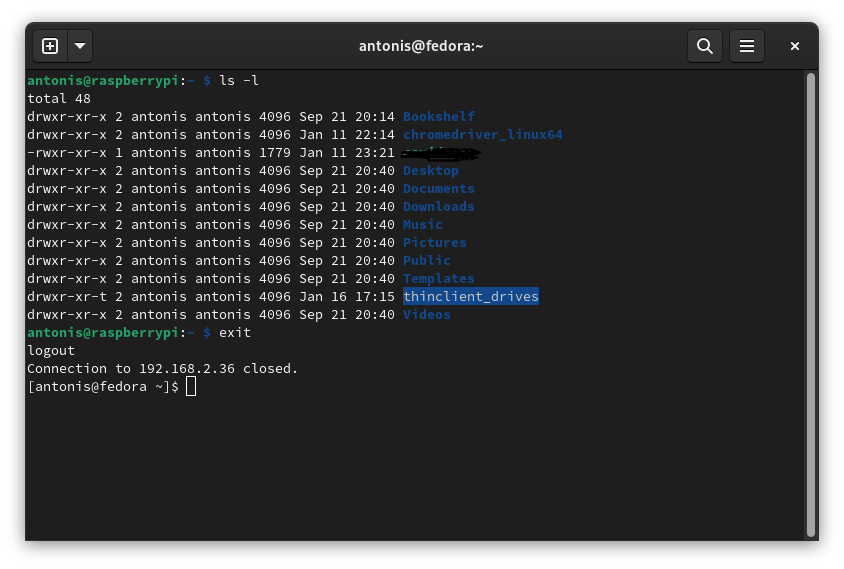 antonis@fedora:~
antonis@raspberrypi:~ $ ls -l
total 48
drwxr-xr-x 2 antonis antonis 4096 Sep 21 20:14 Bookshelf
drwxr-xr-x 2 antonis antonis 4096 Jan 11 22:14 chromedriver_linux64
-rwxr-xr-x 1 antonis antonis 1779 Jan 11 23:21
drwxr-xr-x 2 antonis antonis 4096 Sep 21 20:40 Desktop
drwxr-xr-x 2 antonis antonis 4096 Sep 21 20:40 Documents
drwxr-xr-x 2 antonis antonis 4096 Sep 21 20:40 Downloads
drwxr-xr-x 2 antonis antonis 4096 Sep 21 20:40 Music
drwxr-xr-x 2 antonis antonis 4096 Sep 21 20:40 Pictures
drwxr-xr-x 2 antonis antonis 4096 Sep 21 20:40 Public
drwxr-xr-x 2 antonis antonis 4096 Sep 21 20:40 Templates
drwxr-xr-t 2 antonis antonis 4096 Jan 16 17:15 thinclient_drives
drwxr-xr-x 2 antonis antonis 4096 Sep 21 20:40 Videos
antonis@raspberrypi:~ $ exit
logout
Connection to 192.168.2.36 closed.
[antonis@fedora ~]$